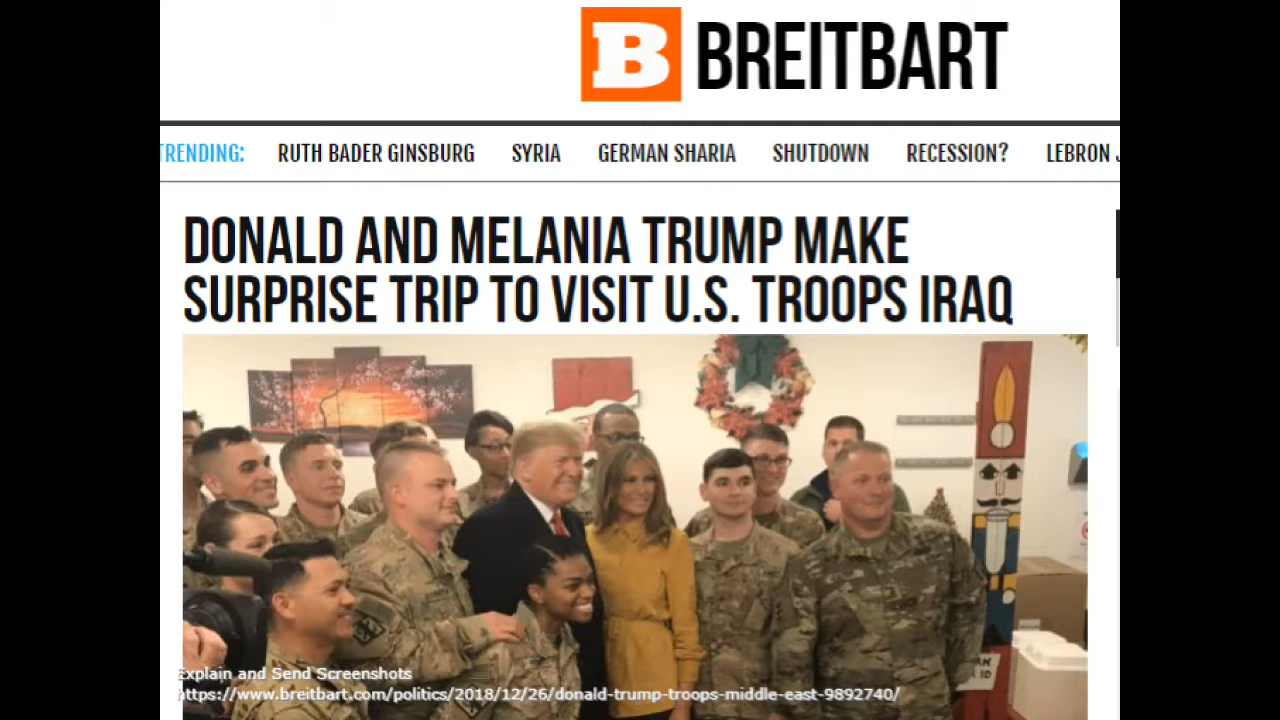 B BREITBART
TRENDING: RUTH BADER GINSBURG SYRIA GERMAN SHARIA SHUTDOWN RECESSION? LEBRON
DONALD AND MELANIA TRUMP MAKE
SURPRISE TRIP TO VISIT U.S. TROOPS IRAQ
Explain and Send Screenshots
https://www.breitbart.com/politics/2018/12/26/donald-trump-troops-middle-east-9892740/